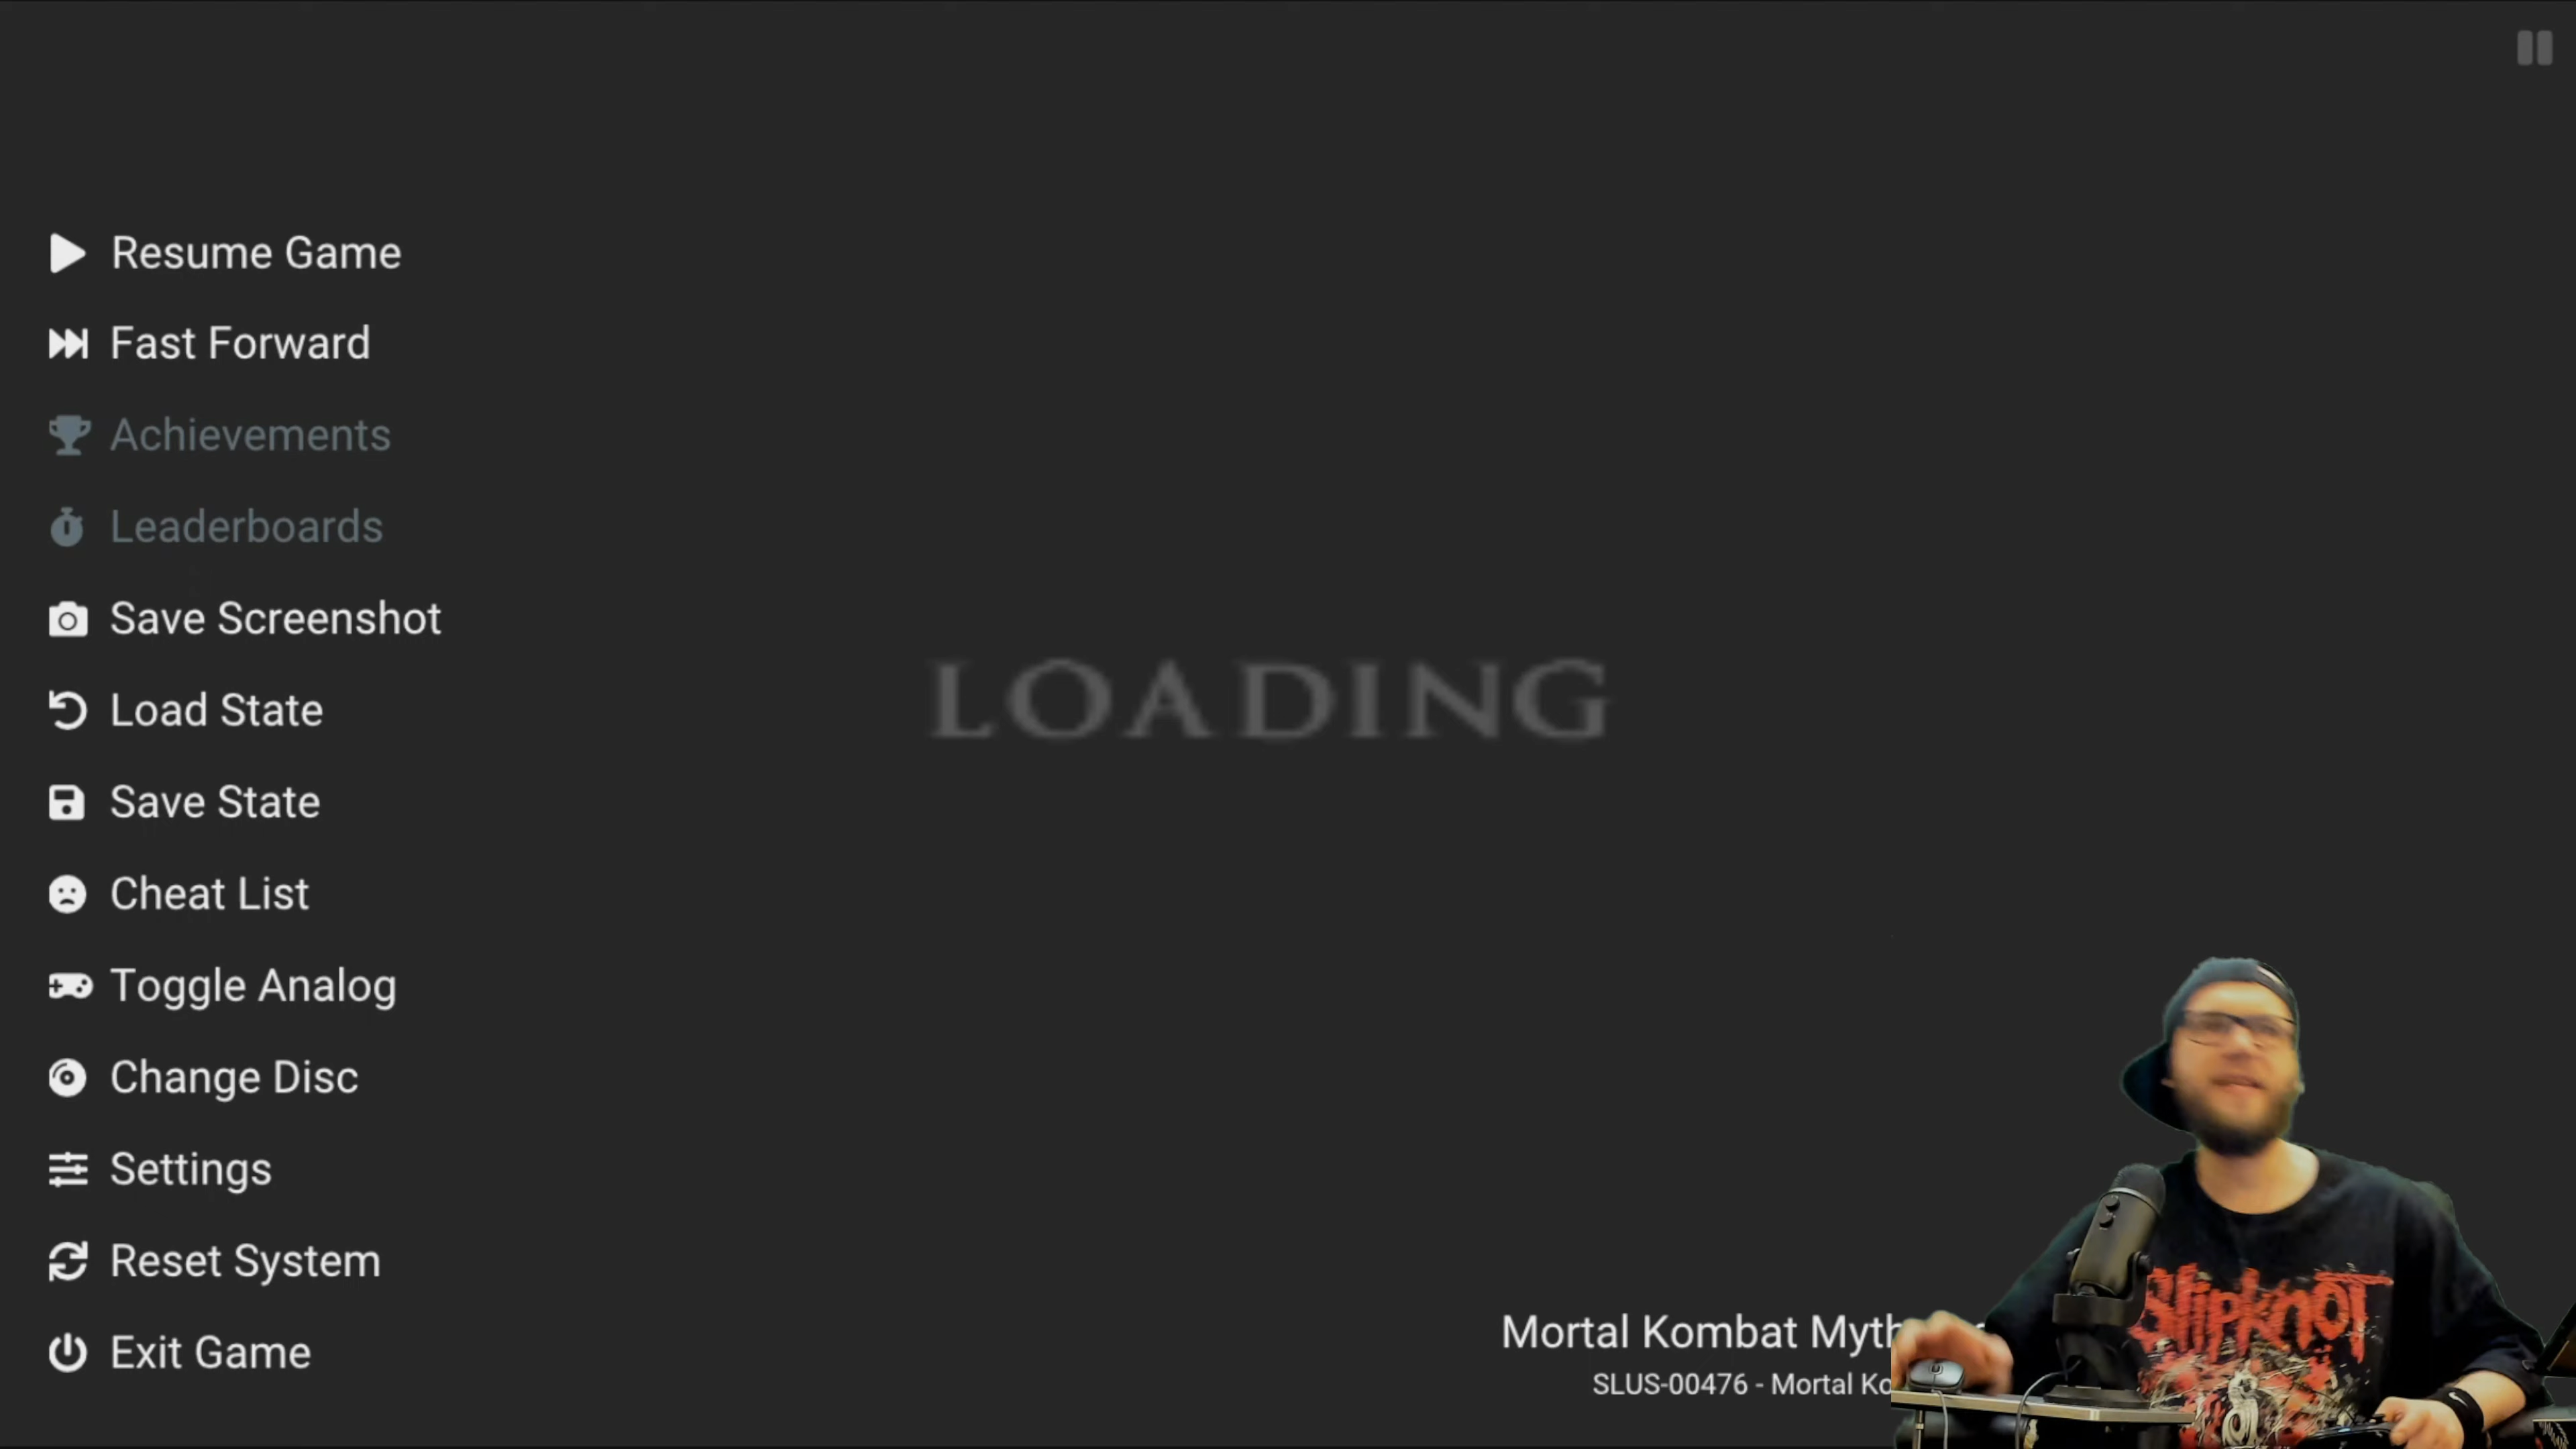 Resume Game
Fast Forward
Achievements
Leaderboards
Save Screenshot
LOADING
Load State
Save State
Cheat List
Toggle Analog
Change Disc
Settings
Reset System
Exit Game
Mortal Kombat Myth
SLUS-00476 - Mortal Ko
Slipknot